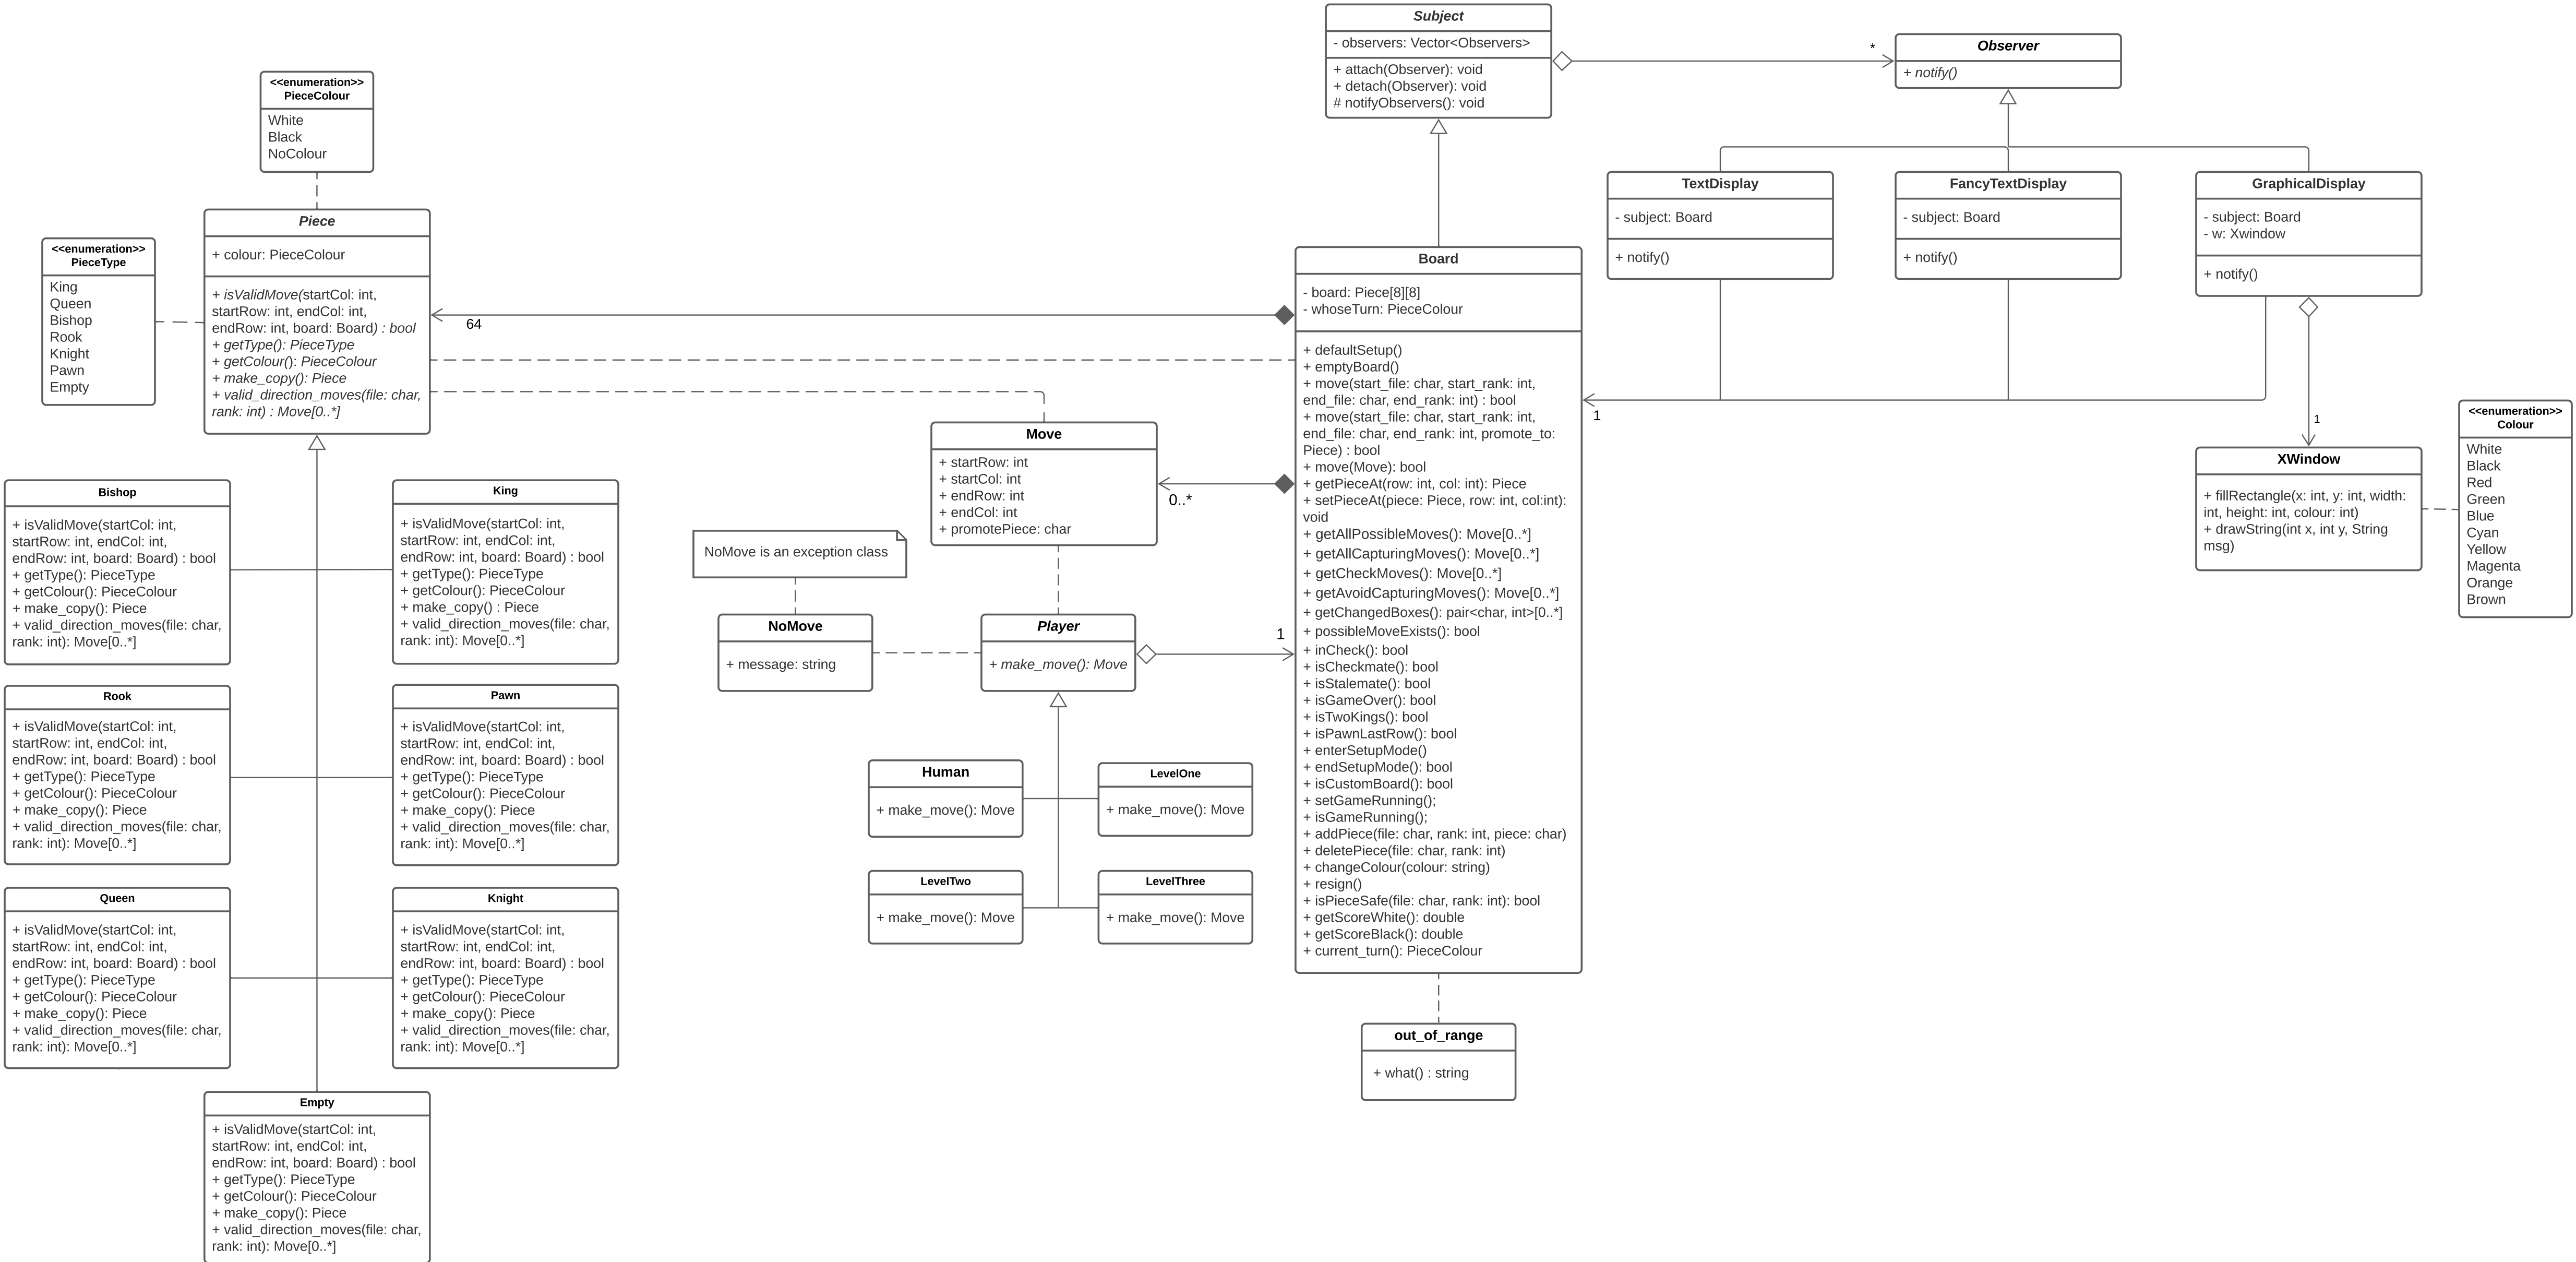 Subject
- observers: Vector<Observers>
+ attach(Observer): void
+ detach(Observer): void
# notifyObservers(): void
*
Observer
+ notify()
<<enumeration>>
PieceColour
White
Black
NoColour
<<enumeration>>
PieceType
King
Queen
Bishop
Rook
Knight
Pawn
Empty
Piece
+ colour: PieceColour
+ isValidMove(startCol: int,
startRow: int, endCol: int,
endRow: int, board: Board) : bool
+ getType(): PieceType
+ getColour(): PieceColour
+ make_copy(): Piece
+ valid_direction_moves(file: char,
rank: int) : Move[0..*]
64
TextDisplay
- subject: Board
+ notify()
FancyTextDisplay
- subject: Board
+ notify()
GraphicalDisplay
- subject: Board
- w: Xwindow
+ notify()
1
1
Board
- board: Piece[8][8]
- whoseTurn: PieceColour
+ defaultSetup()
+ emptyBoard()
+ move(start_file: char, start_rank: int,
end_file: char, end_rank: int) : bool
+ move(start_file: char, start_rank: int,
end_file: char, end_rank: int, promote_to:
Piece) : bool
+ move(Move): bool
+ getPieceAt(row: int, col: int): Piece
+ setPieceAt(piece: Piece, row: int, col:int):
void
+ getAllPossibleMoves(): Move[0..*]
+ getAllCapturingMoves(): Move[0..*]
+ getCheckMoves(): Move[0..*]
+ getAvoidCapturingMoves(): Move[0..*]
+ getChangedBoxes(): pair<char, int>[0..*]
+ possibleMoveExists(): bool
+ inCheck(): bool
+ isCheckmate(): bool
+ isStalemate(): bool
+ isGameOver(): bool
+ isTwoKings(): bool
+ isPawnLastRow(): bool
+ enterSetupMode()
+ endSetupMode(): bool
+ isCustomBoard(): bool
+ setGameRunning();
+ isGameRunning();
+ addPiece(file: char, rank: int, piece: char)
+ deletePiece(file: char, rank: int)
+ changeColour(colour: string)
+ resign()
+ isPieceSafe(file: char, rank: int): bool
+ getScoreWhite(): double
+ getScoreBlack(): double
+ current_turn(): PieceColour
XWindow
+ fillRectangle(x: int, y: int, width:
int, height: int, colour: int)
+ drawString(int x, int y, String
msg)
<<enumeration>>
Colour
White
Black
Red
Green
Blue
Cyan
Yellow
Magenta
Orange
Brown
Move
+ startRow: int
+ startCol: int
+ endRow: int
+ endCol: int
+ promotePiece: char
0..*
NoMove is an exception class
NoMove
+ message: string
Player
+ make_move(): Move
1
Human
+ make_move(): Move
LevelOne
+ make_move(): Move
LevelTwo
+ make_move(): Move
LevelThree
+ make_move(): Move
out_of_range
+ what() : string
Bishop
+ isValidMove(startCol: int,
startRow: int, endCol: int,
endRow: int, board: Board) : bool
+ getType(): PieceType
+ getColour(): PieceColour
+ make_copy(): Piece
+ valid_direction_moves(file: char,
rank: int): Move[0..*]
King
+ isValidMove(startCol: int,
startRow: int, endCol: int,
endRow: int, board: Board) : bool
+ getType(): PieceType
+ getColour(): PieceColour
+ make_copy() : Piece
+ valid_direction_moves(file: char,
rank: int): Move[0..*]
Rook
+ isValidMove(startCol: int,
startRow: int, endCol: int,
endRow: int, board: Board) : bool
+ getType(): PieceType
+ getColour(): PieceColour
+ make_copy(): Piece
+ valid_direction_moves(file: char,
rank: int): Move[0..*]
Pawn
+ isValidMove(startCol: int,
startRow: int, endCol: int,
endRow: int, board: Board) : bool
+ getType(): PieceType
+ getColour(): PieceColour
+ make_copy(): Piece
+ valid_direction_moves(file: char,
rank: int): Move[0..*]
Queen
+ isValidMove(startCol: int,
startRow: int, endCol: int,
endRow: int, board: Board) : bool
+ getType(): PieceType
+ getColour(): PieceColour
+ make_copy(): Piece
+ valid_direction_moves(file: char,
rank: int): Move[0..*]
Knight
+ isValidMove(startCol: int,
startRow: int, endCol: int,
endRow: int, board: Board) : bool
+ getType(): PieceType
+ getColour(): PieceColour
+ make_copy(): Piece
+ valid_direction_moves(file: char,
rank: int): Move[0..*]
Empty
+ isValidMove(startCol: int,
startRow: int, endCol: int,
endRow: int, board: Board) : bool
+ getType(): PieceType
+ getColour(): PieceColour
+ make_copy(): Piece
+ valid_direction_moves(file: char,
rank: int): Move[0..*]